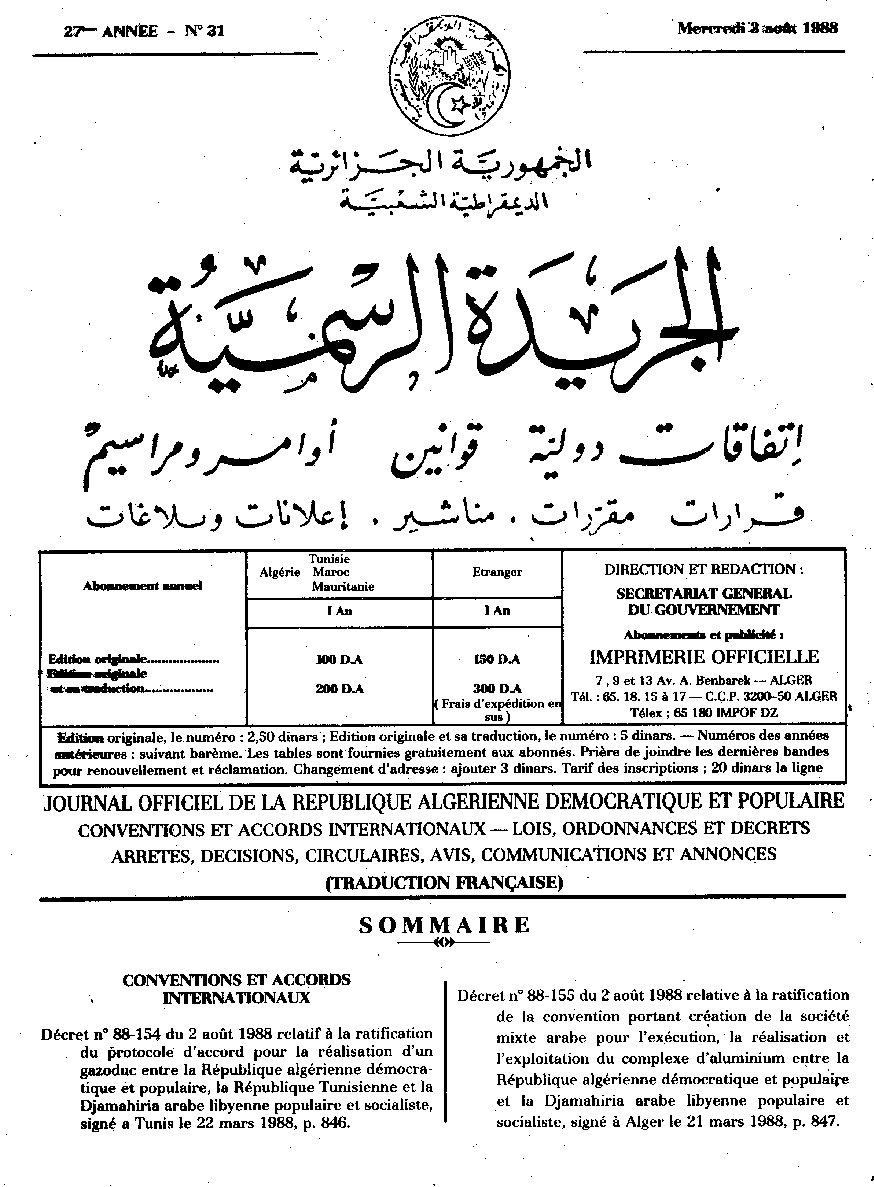 27ème ANNEE – N° 31
Mercredi 3 août 1988
الجمهورية الجزائرية
الديمقراطية الشعبية
الجريدة الرسمية
إتفاقات دولية قوانين أوامر ومراسيم
قرارات مقررات . مناشير . إعلانات وبلاغات
Abonnement annuel
Tunisie
Algérie Maroc
Mauritanie
Etranger
1 An
1 An
Edition originale....................
100 D.A
150 D.A
Edition originale
et sa traduction...................
200 D.A
300 D.A
( Frais d'expédition en
sus )
DIRECTION ET REDACTION :
SECRETARIAT GENERAL
DU GOUVERNEMENT
Abonnements et publicité :
IMPRIMERIE OFFICIELLE
7 , 9 et 13 Av. A. Benbarek — ALGER
Tél. : 65. 18. 15 à 17 — C.C.P. 3200-50 ALGER
Télex ; 65 180 IMPOF DZ
Edition originale, le numéro : 2,50 dinars ; Edition originale et sa traduction, le numéro : 5 dinars. — Numéros des années
antérieures : suivant barème. Les tables sont fournies gratuitement aux abonnés. Prière de joindre les dernières bandes
pour renouvellement et réclamation. Changement d'adresse : ajouter 3 dinars. Tarif des inscriptions ; 20 dinars la ligne
JOURNAL OFFICIEL DE LA REPUBLIQUE ALGERIENNE DEMOCRATIQUE ET POPULAIRE
CONVENTIONS ET ACCORDS INTERNATIONAUX — LOIS, ORDONNANCES ET DECRETS
ARRETES, DECISIONS, CIRCULAIRES, AVIS, COMMUNICATIONS ET ANNONCES
(TRADUCTION FRANÇAISE)
SOMMAIRE
CONVENTIONS ET ACCORDS
INTERNATIONAUX
Décret n° 88-154 du 2 août 1988 relatif à la ratification
du protocole d'accord pour la réalisation d'un
gazoduc entre la République algérienne démocra-
tique et populaire, la République Tunisienne et la
Djamahiria arabe libyenne populaire et socialiste,
signé a Tunis le 22 mars 1988, p. 846.
Décret n° 88-155 du 2 août 1988 relative à la ratification
de la convention portant création de la société
mixte arabe pour l'exécution, la réalisation et
l'exploitation du complexe d'aluminium entre la
République algérienne démocratique et populaire
et la Djamahiria arabe libyenne populaire et
socialiste, signé à Alger le 21 mars 1988, p. 847.